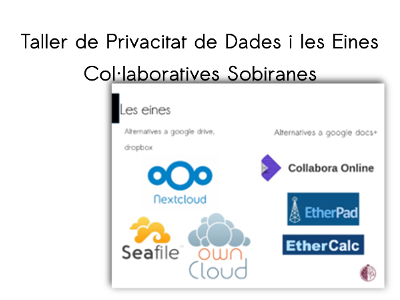 Taller de Privacitat de Dades i les Eines
Col·laboratives Sobiranes
Les eines
Alternatives a google drive,
dropbox
Nextcloud
Seafile
own
Cloud
Alternatives a google docs+
Collabora Online
EtherPad
EtherCalc